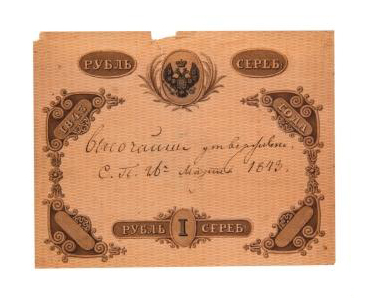 РУБЛЬ СЕРЕБ:
1843 ГОДА
Высочайше утверждено.
С.П. 26го Марта 1843.
РУБЛЬ I СЕРЕБ: